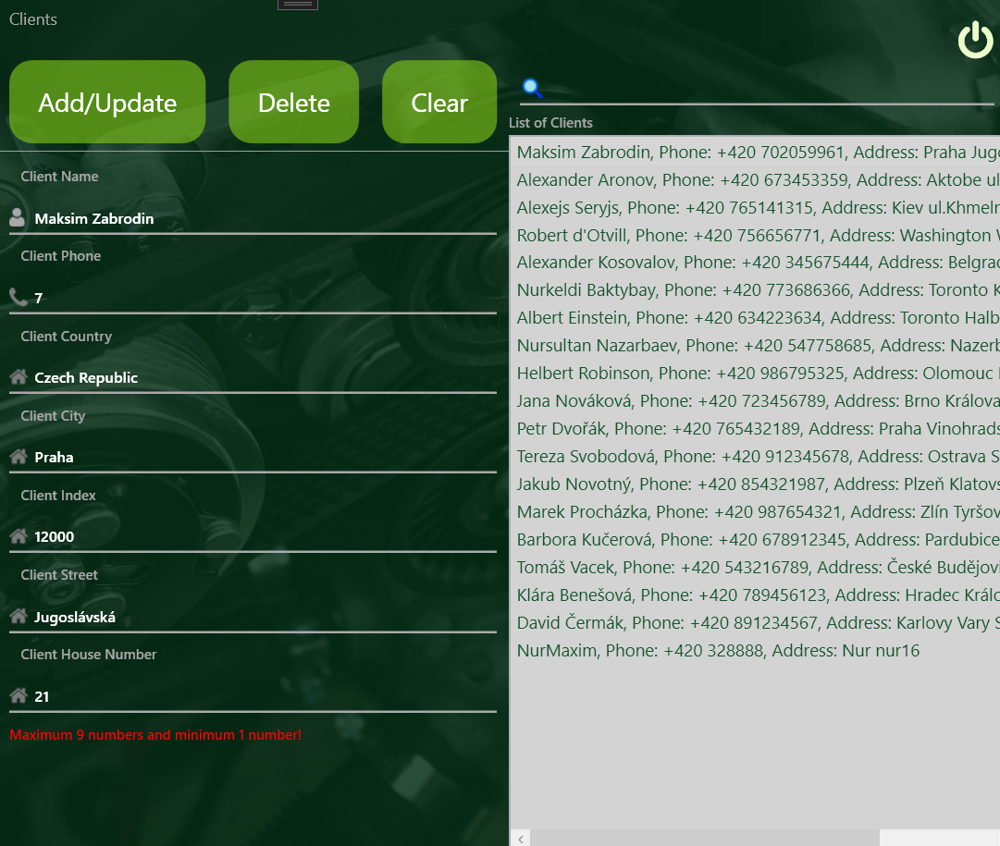 Clients
Add/Update
Delete
Clear
Client Name
Maksim Zabrodin
Client Phone
7
Client Country
Czech Republic
Client City
Praha
Client Index
12000
Client Street
Jugoslávská
Client House Number
21
Maximum 9 numbers and minimum 1 number!
List of Clients
Maksim Zabrodin, Phone: +420 702059961, Address: Praha Jugo
Alexander Aronov, Phone: +420 673453359, Address: Aktobe ul
Alexejs Seryjs, Phone: +420 765141315, Address: Kiev ul.Khmeln
Robert d'Otvill, Phone: +420 756656771, Address: Washington W
Alexander Kosovalov, Phone: +420 345675444, Address: Belgrad
Nurkeldi Baktybay, Phone: +420 773686366, Address: Toronto K
Albert Einstein, Phone: +420 634223634, Address: Toronto Halb
Nursultan Nazarbaev, Phone: +420 547758685, Address: Nazerb
Helbert Robinson, Phone: +420 986795325, Address: Olomouc
Jana Nováková, Phone: +420 723456789, Address: Brno Králova
Petr Dvořák, Phone: +420 765432189, Address: Praha Vinohrads
Tereza Svobodová, Phone: +420 912345678, Address: Ostrava S
Jakub Novotný, Phone: +420 854321987, Address: Plzeň Klatovs
Marek Procházka, Phone: +420 987654321, Address: Zlín Tyršov
Barbora Kučerová, Phone: +420 678912345, Address: Pardubice
Tomáš Vacek, Phone: +420 543216789, Address: České Budějovi
Klára Benešová, Phone: +420 789456123, Address: Hradec Králo
David Čermák, Phone: +420 891234567, Address: Karlovy Vary S
NurMaxim, Phone: +420 328888, Address: Nur nur16